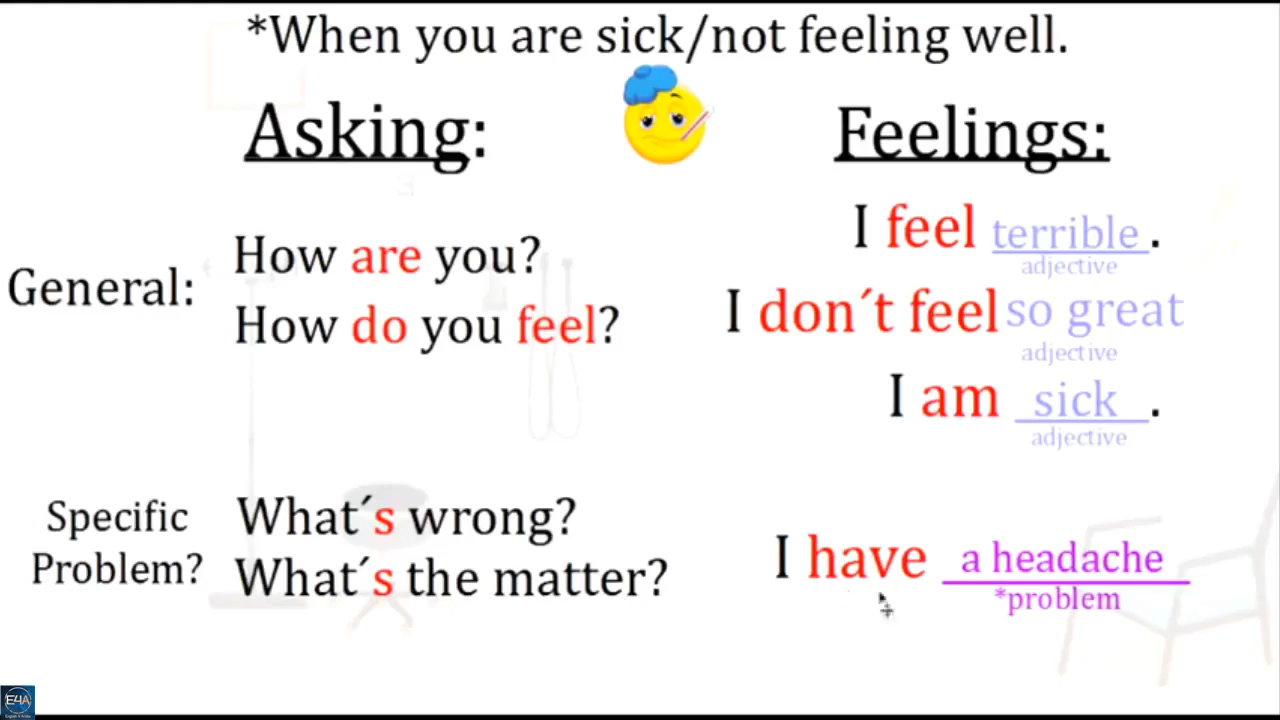 *When you are sick/not feeling well.
Asking:
Feelings:
General:
How are you?
How do you feel?
I feel terrible.
adjective
I don´t feel so great
adjective
I am sick.
adjective
Specific
Problem?
What´s wrong?
What´s the matter?
I have a headache
*problem
E4A